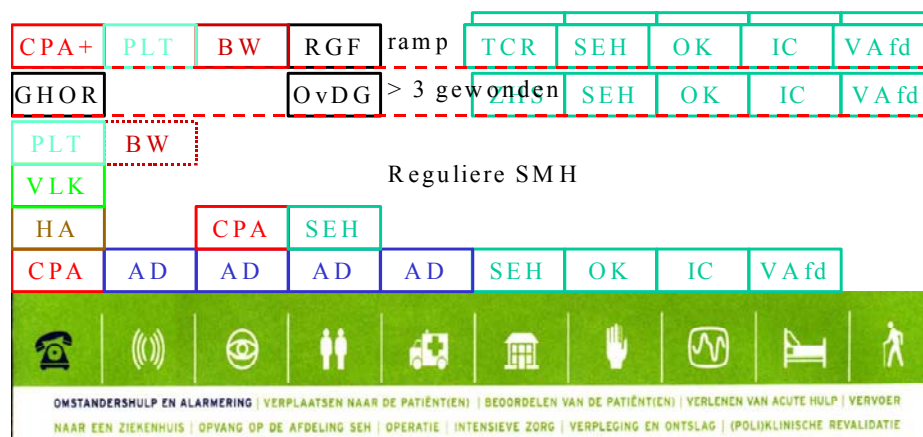 CPA+ PLT BW RGF ramp TCR SEH OK IC VAfd
GHOR OvDG > 3 gewonden ZHS SEH OK IC VAfd
PLT BW
Reguliere SMH
VLK
HA CPA SEH
CPA AD AD AD AD SEH OK IC VAfd
OMSTANDERSHULP EN ALARMERING | VERPLAATSEN NAAR DE PATIËNT(EN) | BEOORDELEN VAN DE PATIËNT(EN) | VERLENEN VAN ACUTE HULP | VERVOER
NAAR EEN ZIEKENHUIS | OPVANG OP DE AFDELING SEH | OPERATIE | INTENSIEVE ZORG | VERPLEGING EN ONTSLAG | (POLI)KLINISCHE REVALIDATIE